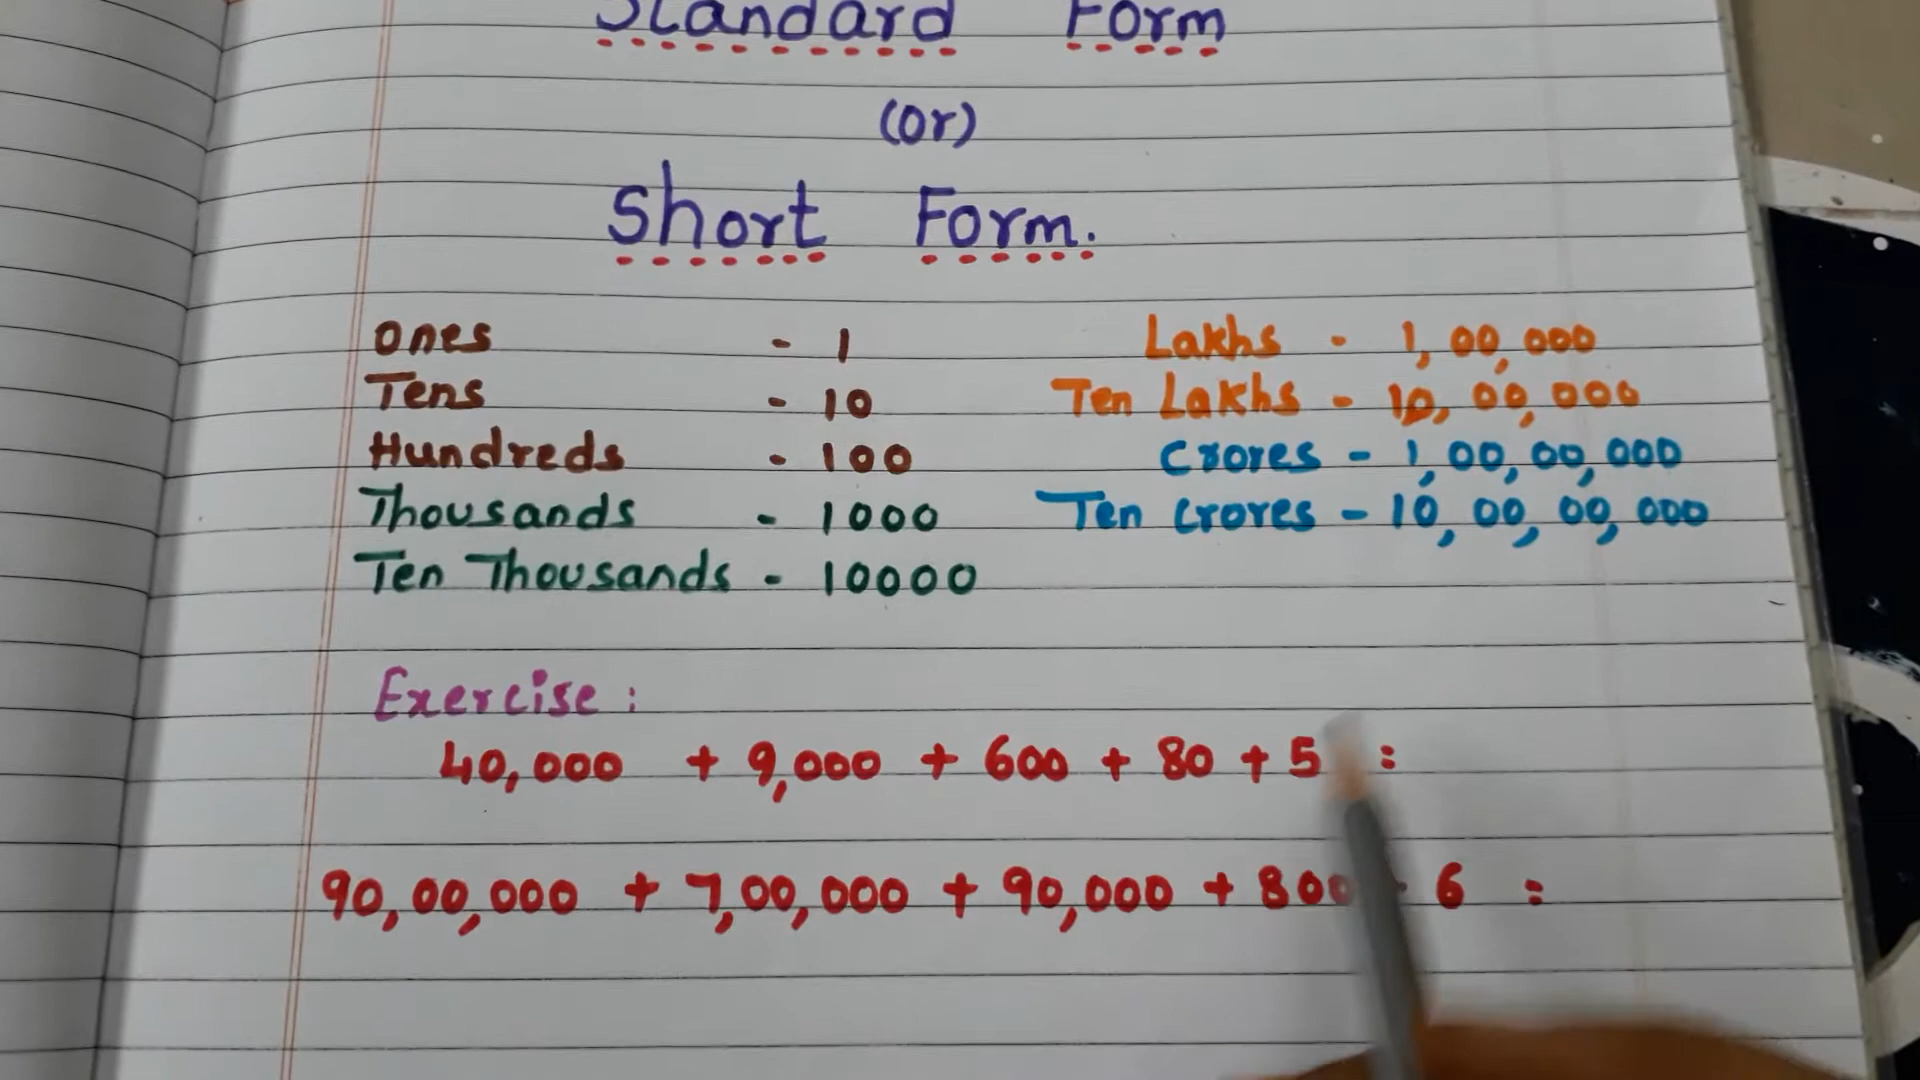 Standard Form
(or)
Short Form.
Ones - 1
Tens - 10
Hundreds - 100
Thousands - 1000
Ten Thousands - 10000
Lakhs - 1,00,000
Ten Lakhs - 10,00,000
Crores - 1,00,00,000
Ten Crores - 10,00,00,000
Exercise:
40,000 + 9,000 + 600 + 80 + 5 =
90,00,000 + 7,00,000 + 90,000 + 800 6 =